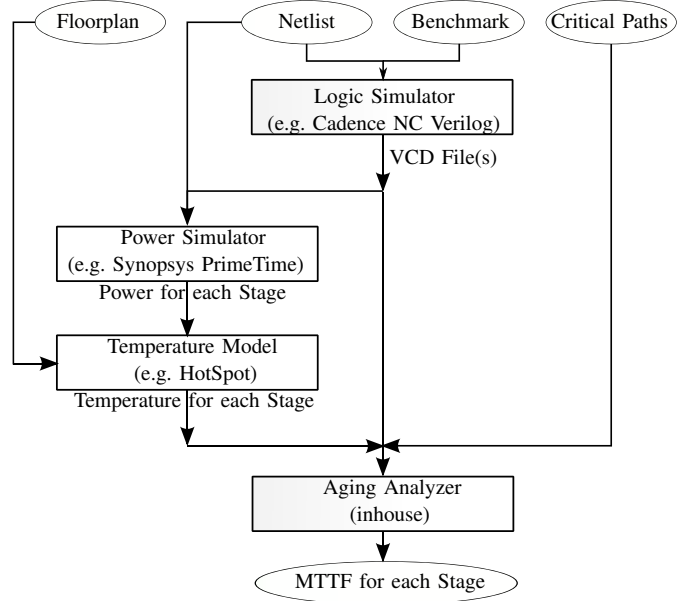 Floorplan
Netlist
Benchmark
Critical Paths
Logic Simulator
(e.g. Cadence NC Verilog)
VCD File(s)
Power Simulator
(e.g. Synopsys PrimeTime)
Power for each Stage
Temperature Model
(e.g. HotSpot)
Temperature for each Stage
Aging Analyzer
(inhouse)
MTTF for each Stage